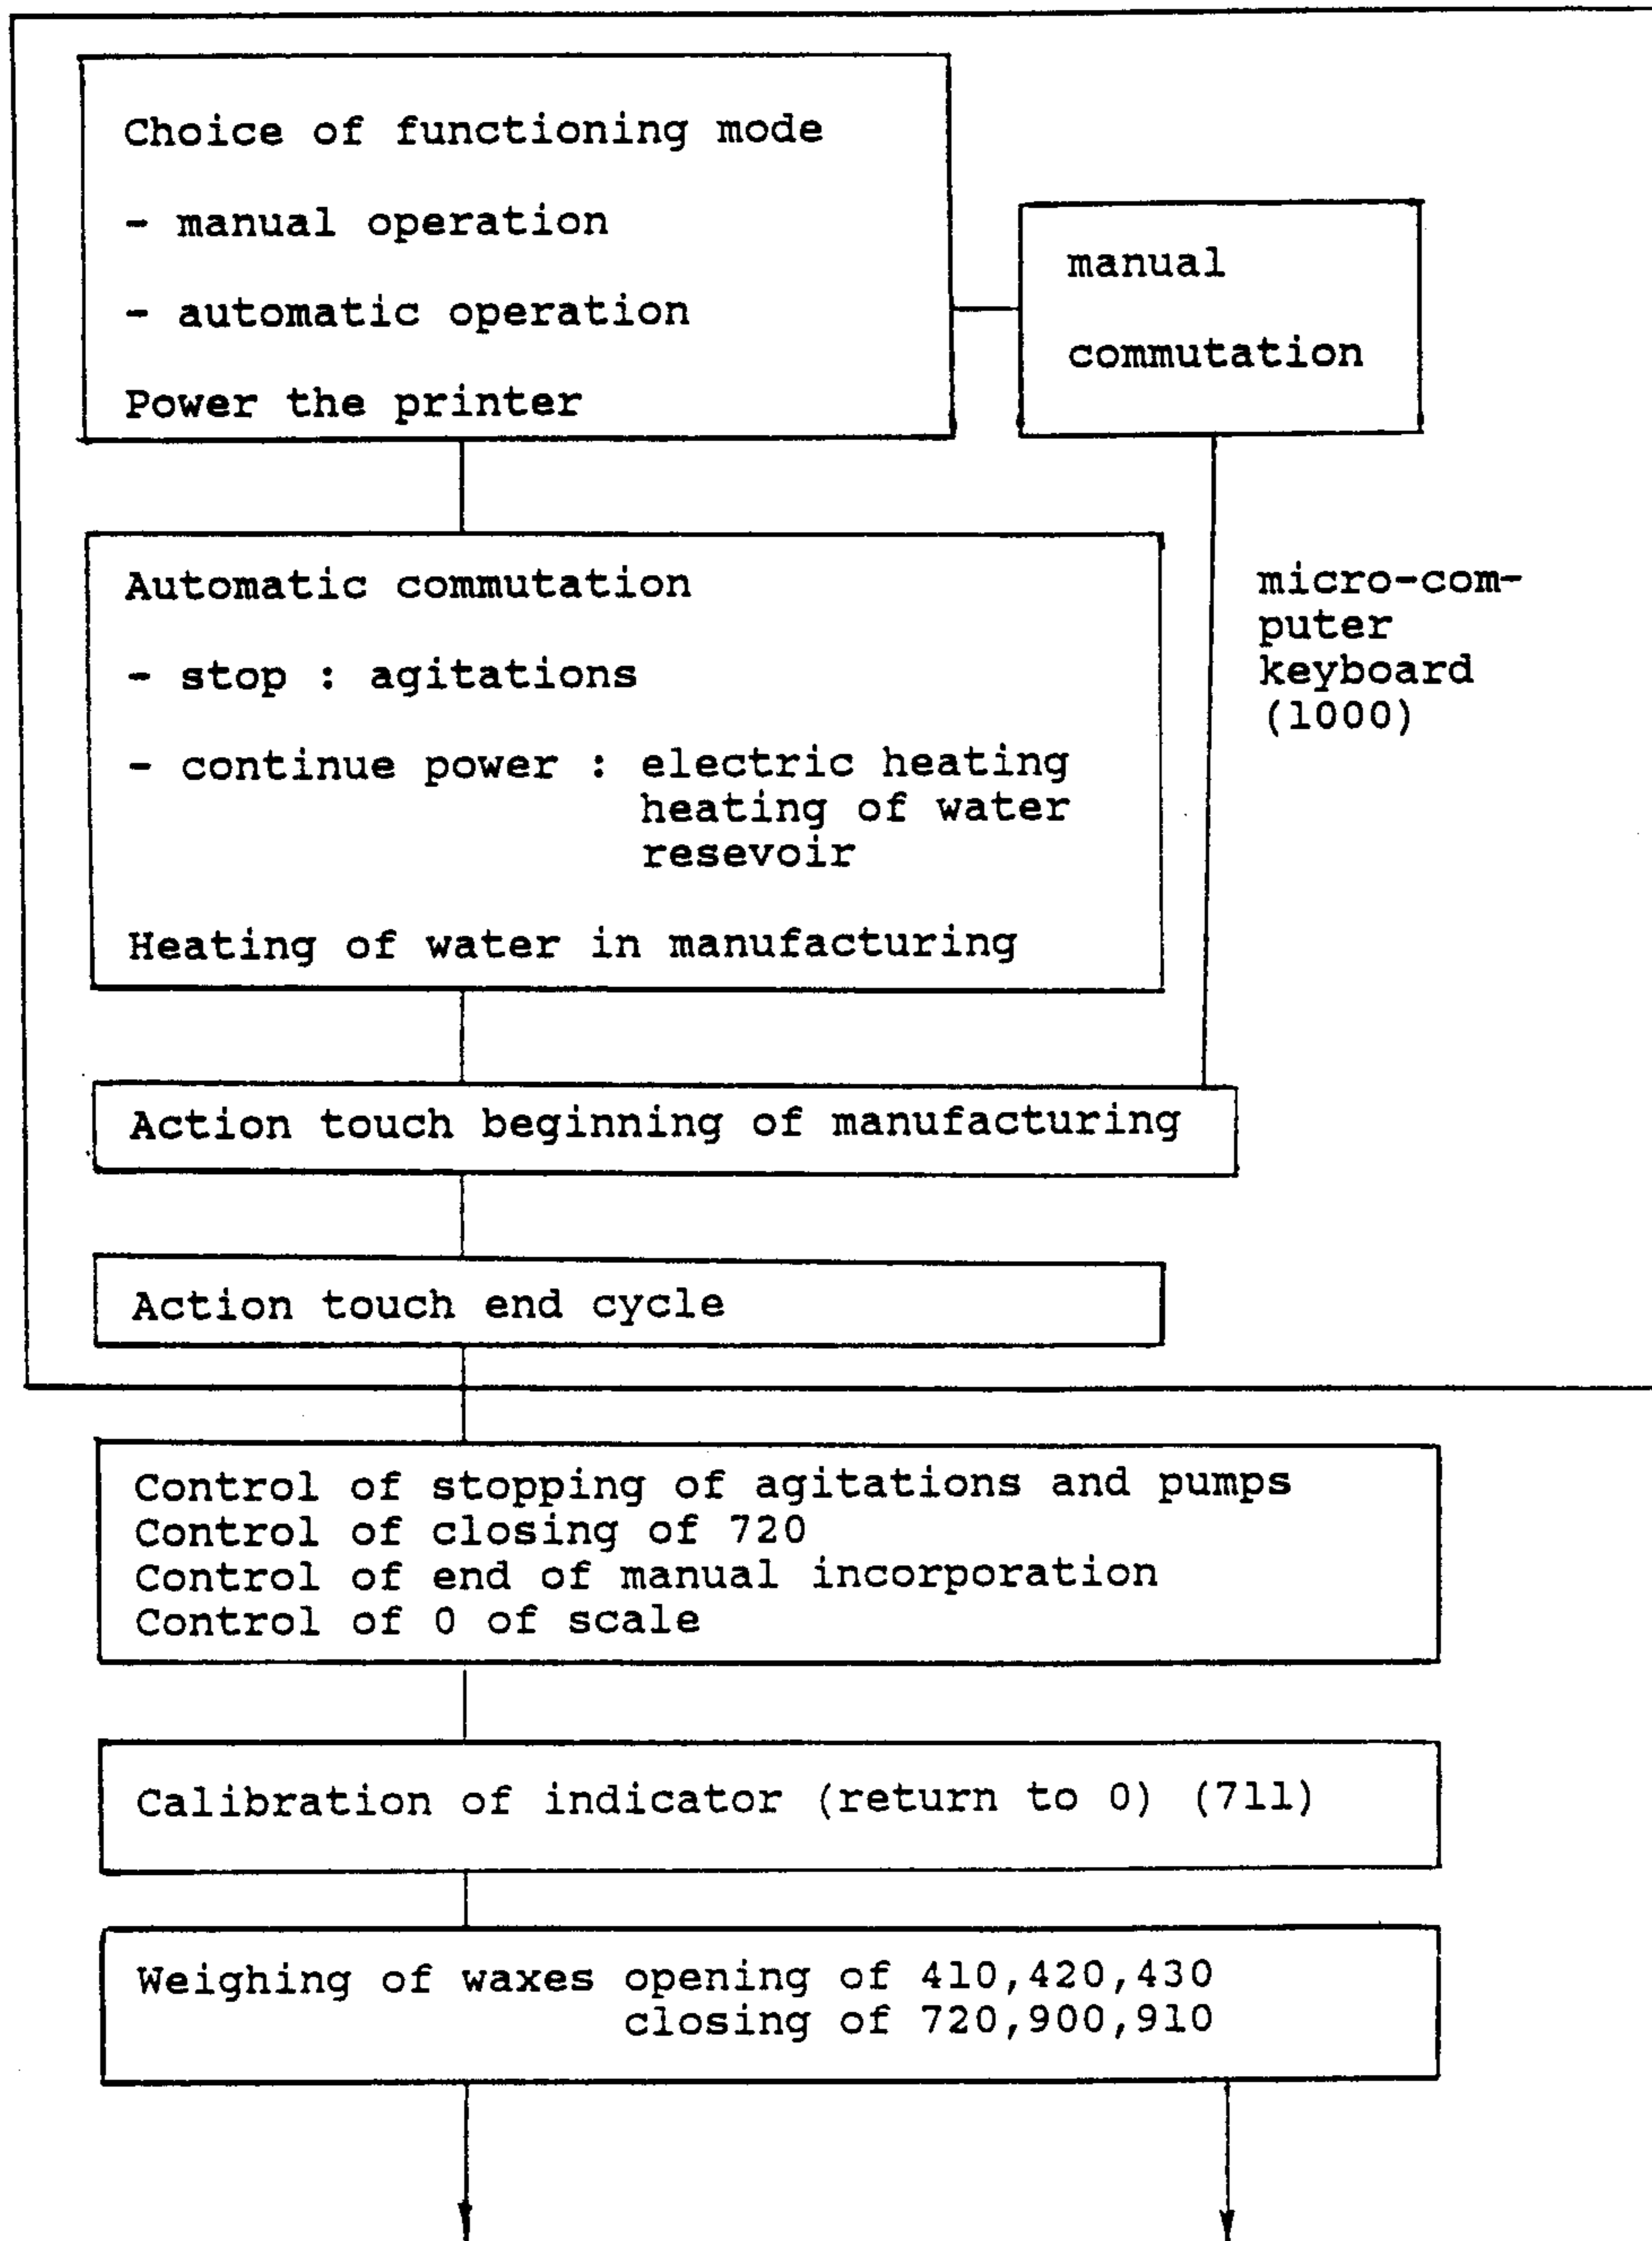 Choice of functioning mode
- manual operation
- automatic operation
Power the printer
manual
commutation
Automatic commutation
- stop : agitations
- continue power : electric heating
heating of water
resevoir
Heating of water in manufacturing
micro-com-
puter
keyboard
(1000)
Action touch beginning of manufacturing
Action touch end cycle
Control of stopping of agitations and pumps
Control of closing of 720
Control of end of manual incorporation
Control of 0 of scale
Calibration of indicator (return to 0) (711)
Weighing of waxes opening of 410,420,430
closing of 720,900,910